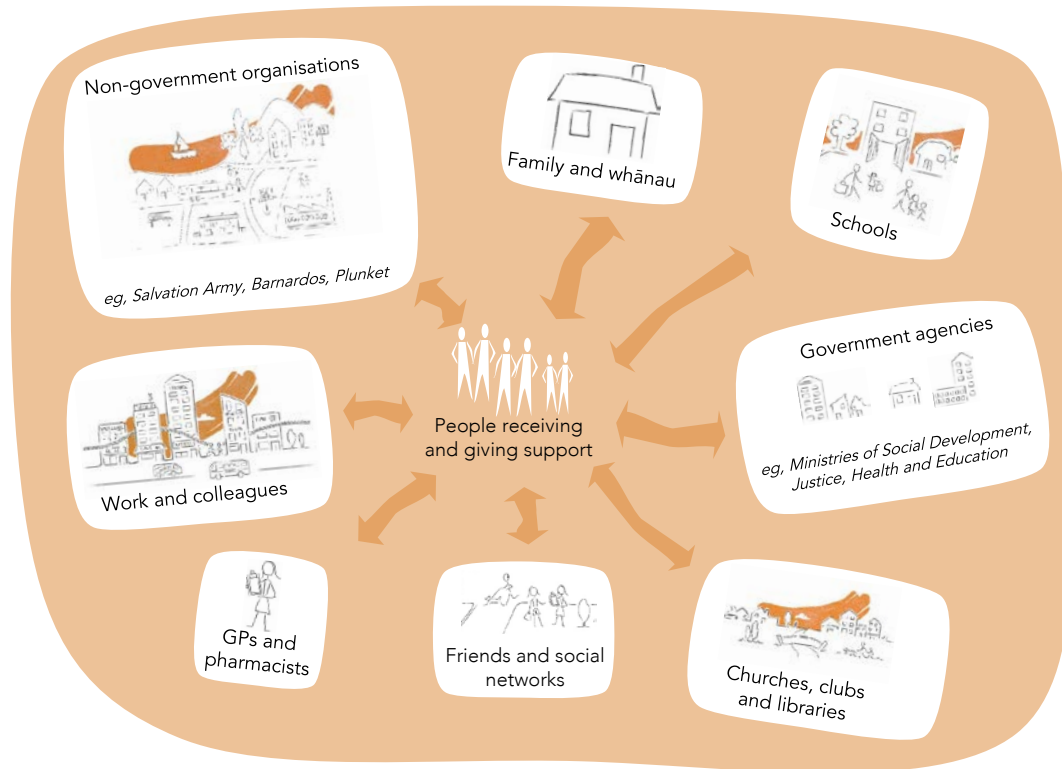 Non-government organisations
eg, Salvation Army, Barnardos, Plunket
Family and whānau
Schools
Government agencies
eg, Ministries of Social Development,
Justice, Health and Education
People receiving
and giving support
Work and colleagues
GPs and
pharmacists
Friends and social
networks
Churches, clubs
and libraries